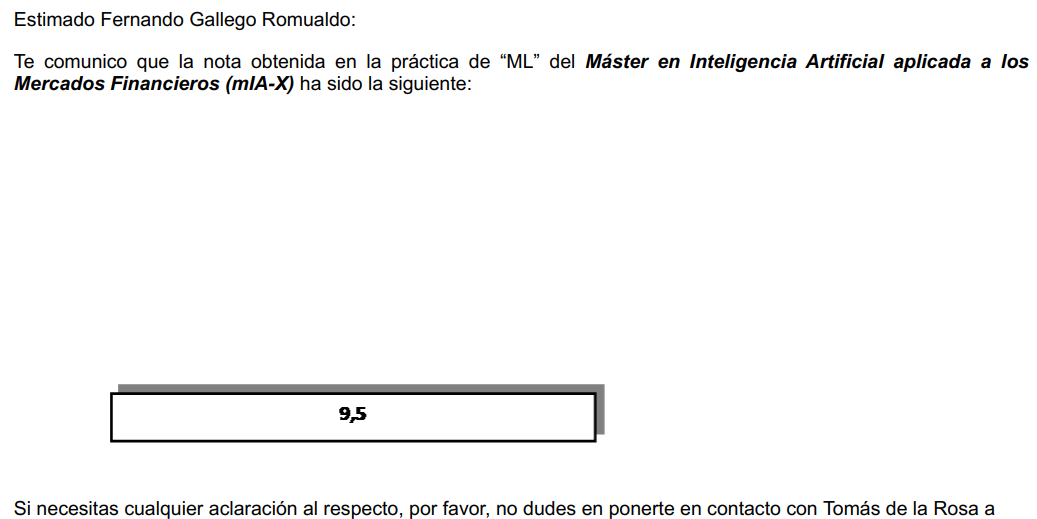 Estimado Fernando Gallego Romualdo:
Te comunico que la nota obtenida en la práctica de “ML” del Máster en Inteligencia Artificial aplicada a los
Mercados Financieros (mIA-X) ha sido la siguiente:
9,5
Si necesitas cualquier aclaración al respecto, por favor, no dudes en ponerte en contacto con Tomás de la Rosa a